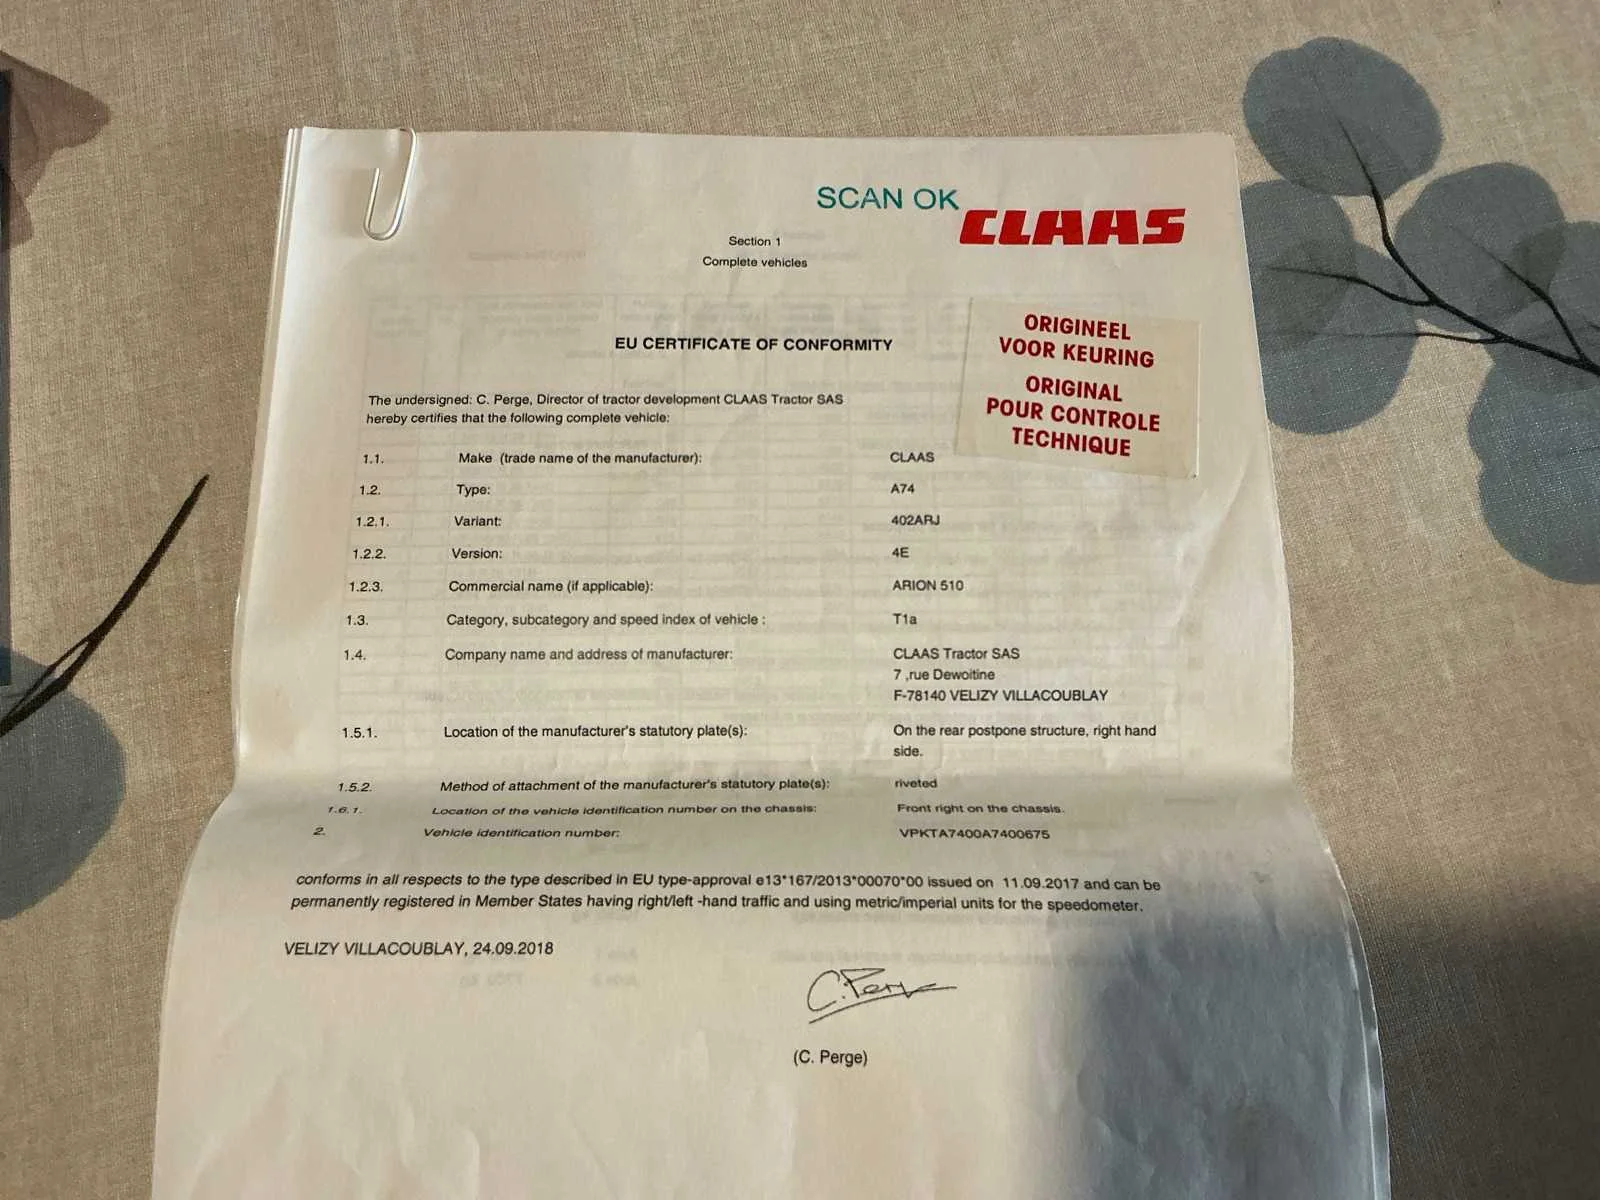 SCAN OK
CLAAS
Section 1
Complete vehicles
EU CERTIFICATE OF CONFORMITY
ORIGINEEL
VOOR KEURING
ORIGINAL
POUR CONTROLE
TECHNIQUE
The undersigned: C. Perge, Director of tractor development CLAAS Tractor SAS
hereby certifies that the following complete vehicle:
1.1. Make (trade name of the manufacturer): CLAAS
1.2. Type: A74
1.2.1. Variant: 402ARJ
1.2.2. Version: 4E
1.2.3. Commercial name (if applicable): ARION 510
1.3. Category, subcategory and speed index of vehicle : T1a
1.4. Company name and address of manufacturer: CLAAS Tractor SAS
7 ,rue Dewoitine
F-78140 VELIZY VILLACOUBLAY
1.5.1. Location of the manufacturer's statutory plate(s): On the rear postpone structure, right hand
side.
1.5.2. Method of attachment of the manufacturer's statutory plate(s): riveted
1.6.1. Location of the vehicle identification number on the chassis: Front right on the chassis.
2. Vehicle identification number: VPKTA7400A7400675
conforms in all respects to the type described in EU type-approval e13*167/2013*00070*00 issued on 11.09.2017 and can be
permanently registered in Member States having right/left -hand traffic and using metric/imperial units for the speedometer.
VELIZY VILLACOUBLAY, 24.09.2018
C. Perge
(C. Perge)